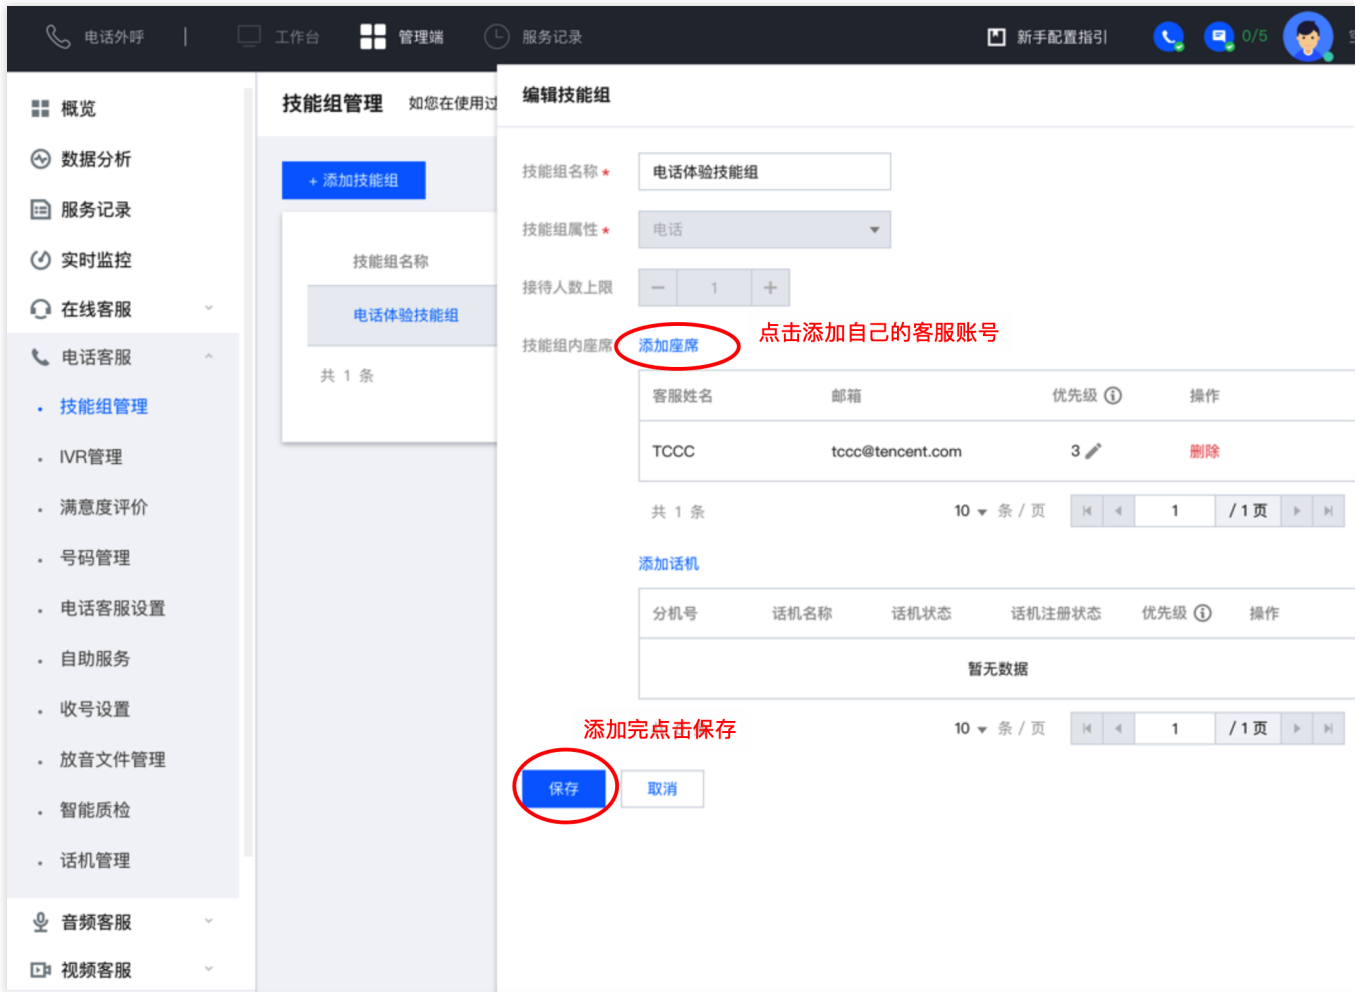 电话外呼 | 工作台 管理端 服务记录 新手配置指引 0/5
概览
数据分析
服务记录
实时监控
在线客服
电话客服
技能组管理
IVR管理
满意度评价
号码管理
电话客服设置
自助服务
收号设置
放音文件管理
智能质检
话机管理
音频客服
视频客服
技能组管理 如您在使用过
+ 添加技能组
技能组名称
电话体验技能组
共 1 条
编辑技能组
技能组名称* 电话体验技能组
技能组属性* 电话
接待人数上限 − 1 +
技能组内座席 添加座席 点击添加自己的客服账号
客服姓名 邮箱 优先级 操作
TCCC tccc@tencent.com 3 删除
共 1 条 10 条 / 页 1 / 1 页
添加话机
分机号 话机名称 话机状态 话机注册状态 优先级 操作
暂无数据
添加完点击保存 10 条 / 页 1 / 1 页
保存 取消